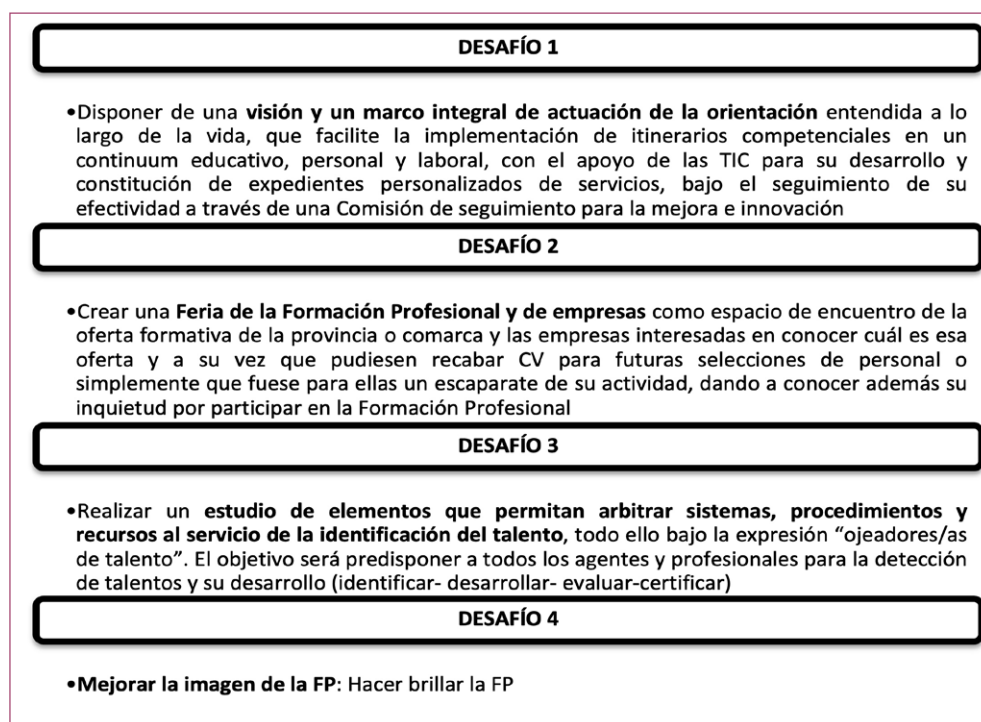 DESAFÍO 1
•Disponer de una visión y un marco integral de actuación de la orientación entendida a lo
largo de la vida, que facilite la implementación de itinerarios competenciales en un
continuum educativo, personal y laboral, con el apoyo de las TIC para su desarrollo y
constitución de expedientes personalizados de servicios, bajo el seguimiento de su
efectividad a través de una Comisión de seguimiento para la mejora e innovación
DESAFÍO 2
•Crear una Feria de la Formación Profesional y de empresas como espacio de encuentro de la
oferta formativa de la provincia o comarca y las empresas interesadas en conocer cuál es esa
oferta y a su vez que pudiesen recabar CV para futuras selecciones de personal o
simplemente que fuese para ellas un escaparate de su actividad, dando a conocer además su
inquietud por participar en la Formación Profesional
DESAFÍO 3
•Realizar un estudio de elementos que permitan arbitrar sistemas, procedimientos y
recursos al servicio de la identificación del talento, todo ello bajo la expresión “ojeadores/as
de talento”. El objetivo será predisponer a todos los agentes y profesionales para la detección
de talentos y su desarrollo (identificar- desarrollar- evaluar-certificar)
DESAFÍO 4
•Mejorar la imagen de la FP: Hacer brillar la FP